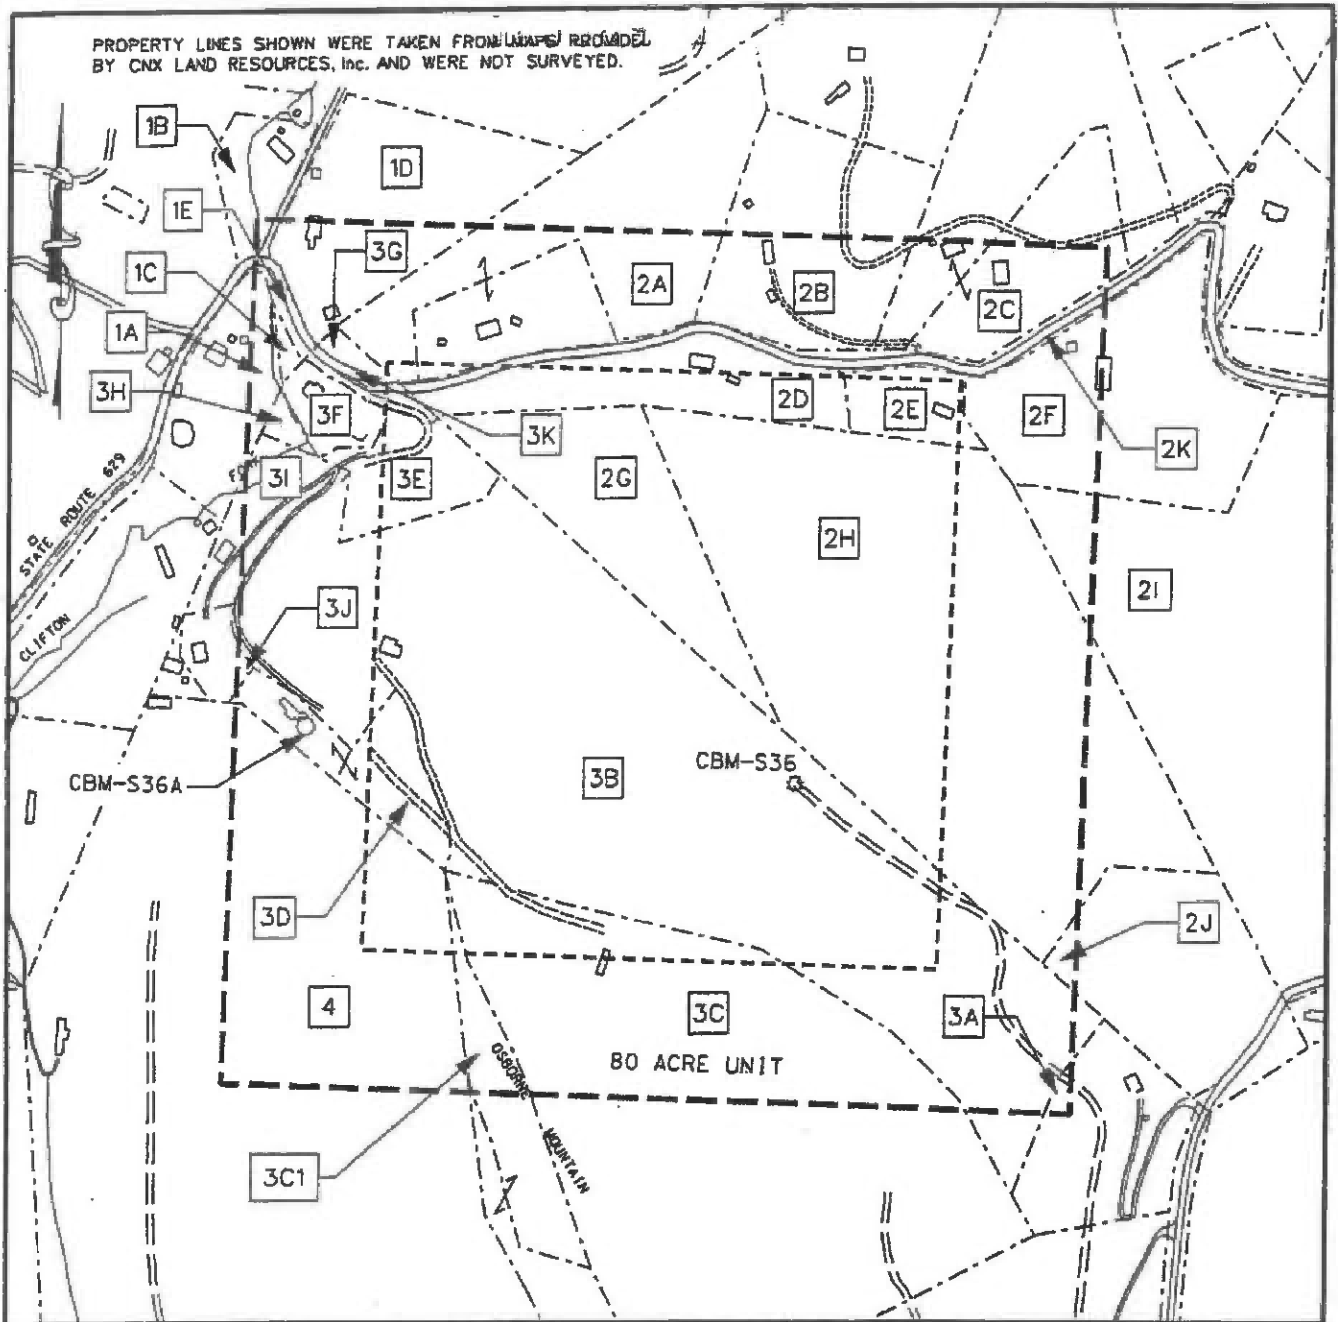 PROPERTY LINES SHOWN WERE TAKEN FROM MAPS PROVIDED
BY CNX LAND RESOURCES, Inc. AND WERE NOT SURVEYED.
1B
1D
1E
3G
1C
2A
2B
2C
1A
3H
3F
3K
2D
2E
2F
2K
3I
3E
2G
STATE ROUTE 629
2H
2I
3J
CLIFTON
CBM-S36A
3B
CBM-S36
3D
2J
4
3C
3A
80 ACRE UNIT
OSBORNE
MOUNTAIN
3C1